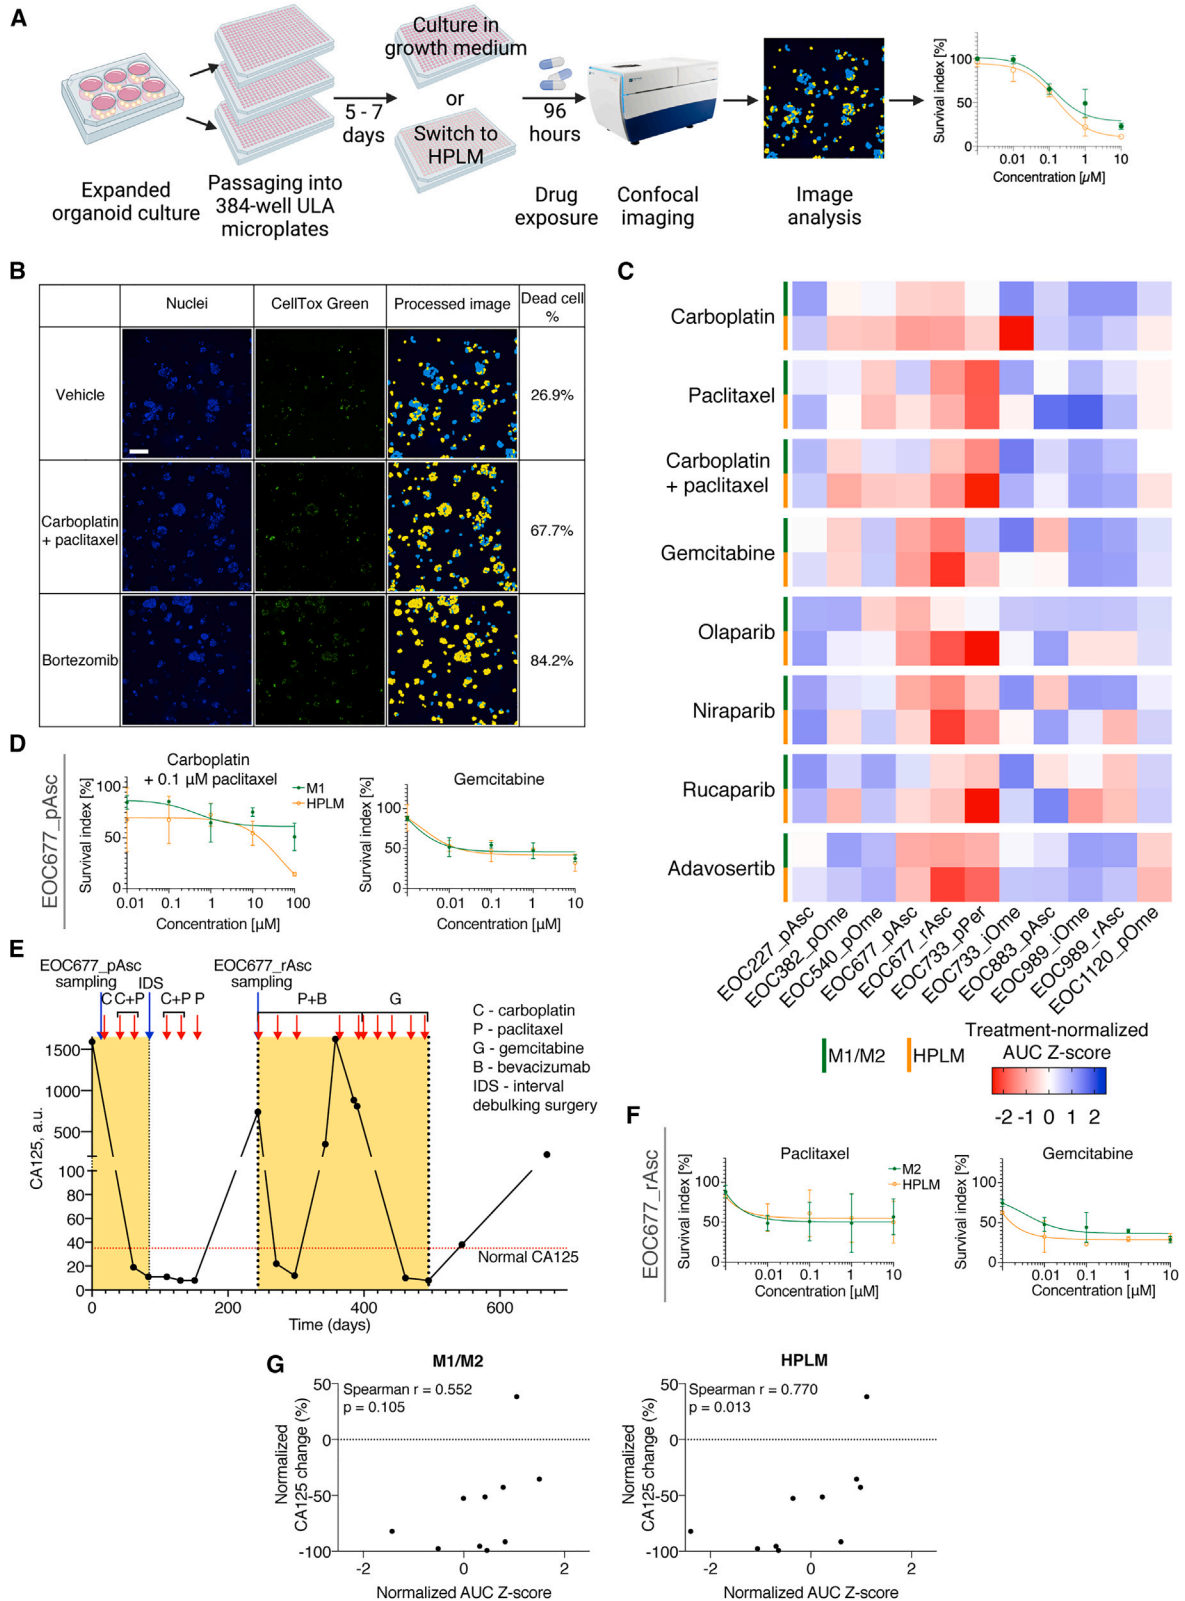 A
Expanded
organoid culture
Passaging into
384-well ULA
microplates
5 - 7
days
Culture in
growth medium
or
Switch to
HPLM
96
hours
Drug
exposure
Confocal
imaging
Image
analysis
Survival index [%]
100
50
0
0.01 0.1 1 10
Concentration [µM]
B
Nuclei CellTox Green Processed image Dead cell
%
Vehicle 26.9%
Carboplatin
+ paclitaxel
67.7%
Bortezomib 84.2%
C
Carboplatin
Paclitaxel
Carboplatin
+ paclitaxel
Gemcitabine
Olaparib
Niraparib
Rucaparib
Adavosertib
EOC227_pAsc
EOC382_pOme
EOC540_pOme
EOC677_pAsc
EOC677_rAsc
EOC733_pPer
EOC733_iOme
EOC883_pAsc
EOC989_iOme
EOC989_rAsc
EOC1120_pOme
M1/M2 HPLM
Treatment-normalized
AUC Z-score
-2 -1 0 1 2
D
EOC677_pAsc
Carboplatin
+ 0.1 µM paclitaxel
M1
HPLM
Survival index [%]
100
50
0
0.01 0.1 1 10 100
Concentration [µM]
Gemcitabine
Survival index [%]
100
50
0
0.01 0.1 1 10
Concentration [µM]
E
EOC677_pAsc
sampling
IDS
EOC677_rAsc
sampling
C C+P C+P P P+B G
C - carboplatin
P - paclitaxel
G - gemcitabine
B - bevacizumab
IDS - interval
debulking surgery
CA125, a.u.
1500
1000
500
100
80
60
40
20
0
Normal CA125
0 200 400 600
Time (days)
F
EOC677_rAsc
Paclitaxel
M2
HPLM
Survival index [%]
100
50
0
0.01 0.1 1 10
Concentration [µM]
Gemcitabine
Survival index [%]
100
50
0
0.01 0.1 1 10
Concentration [µM]
G
M1/M2
Spearman r = 0.552
p = 0.105
Normalized
CA125 change (%)
50
0
-50
-100
-2 0 2
Normalized AUC Z-score
HPLM
Spearman r = 0.770
p = 0.013
Normalized
CA125 change (%)
50
0
-50
-100
-2 0 2
Normalized AUC Z-score